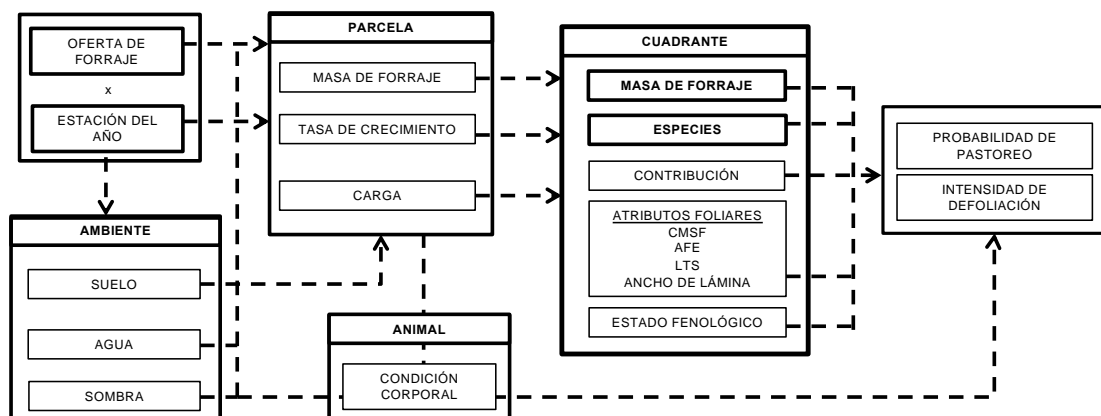 OFERTA DE
FORRAJE
x
ESTACIÓN DEL
AÑO
AMBIENTE
SUELO
AGUA
SOMBRA
PARCELA
MASA DE FORRAJE
TASA DE CRECIMIENTO
CARGA
ANIMAL
CONDICIÓN
CORPORAL
CUADRANTE
MASA DE FORRAJE
ESPECIES
CONTRIBUCIÓN
ATRIBUTOS FOLIARES
CMSF
AFE
LTS
ANCHO DE LÁMINA
ESTADO FENOLÓGICO
PROBABILIDAD DE
PASTOREO
INTENSIDAD DE
DEFOLIACIÓN